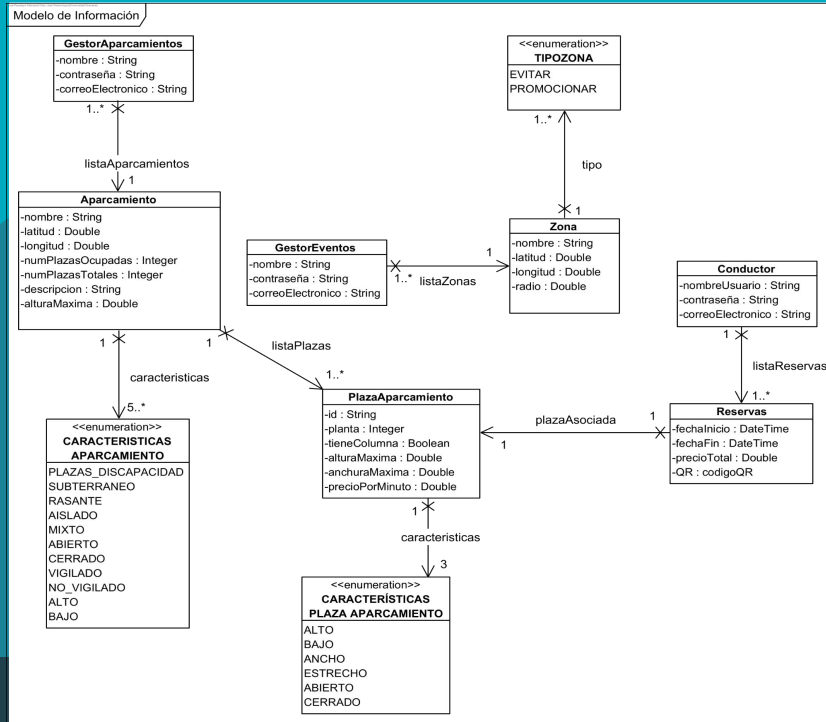 Modelo de Información
GestorAparcamientos
-nombre : String
-contraseña : String
-correoElectronico : String
1..*
listaAparcamientos
1
Aparcamiento
-nombre : String
-latitud : Double
-longitud : Double
-numPlazasOcupadas : Integer
-numPlazasTotales : Integer
-descripcion : String
-alturaMaxima : Double
1
1
caracteristicas
5..*
<<enumeration>>
CARACTERISTICAS
APARCAMIENTO
PLAZAS_DISCAPACIDAD
SUBTERRANEO
RASANTE
AISLADO
MIXTO
ABIERTO
CERRADO
VIGILADO
NO_VIGILADO
ALTO
BAJO
<<enumeration>>
TIPOZONA
EVITAR
PROMOCIONAR
1..*
tipo
1
Zona
-nombre : String
-latitud : Double
-longitud : Double
-radio : Double
GestorEventos
-nombre : String
-contraseña : String
-correoElectronico : String
1..*
listaZonas
1
Conductor
-nombreUsuario : String
-contraseña : String
-correoElectronico : String
1
listaReservas
1..*
Reservas
-fechaInicio : DateTime
-fechaFin : DateTime
-precioTotal : Double
-QR : codigoQR
1
plazaAsociada
1
listaPlazas
1..*
PlazaAparcamiento
-id : String
-planta : Integer
-tieneColumna : Boolean
-alturaMaxima : Double
-anchuraMaxima : Double
-precioPorMinuto : Double
1
caracteristicas
3
<<enumeration>>
CARACTERÍSTICAS
PLAZA APARCAMIENTO
ALTO
BAJO
ANCHO
ESTRECHO
ABIERTO
CERRADO